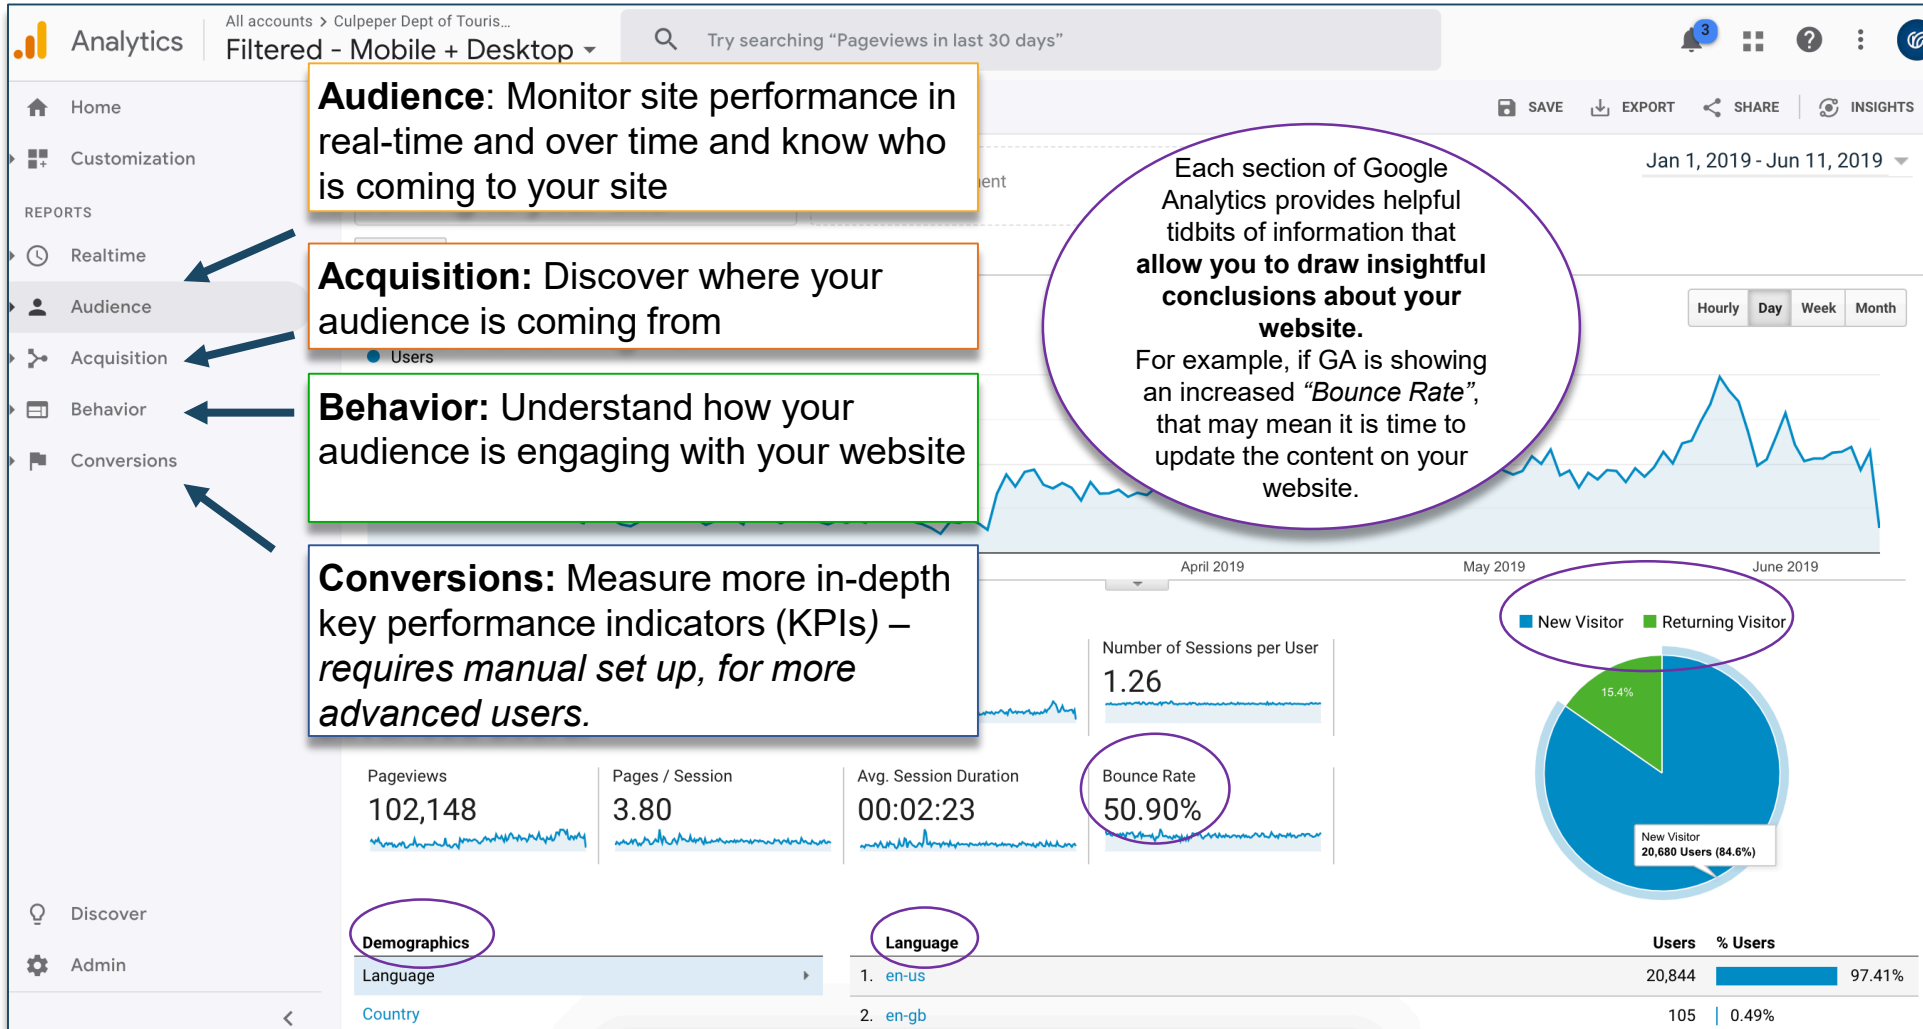 Analytics
All accounts > Culpeper Dept of Touris...
Filtered - Mobile + Desktop
Try searching “Pageviews in last 30 days”
3
Home
Customization
REPORTS
Realtime
Audience
Acquisition
Behavior
Conversions
Discover
Admin
SAVE
EXPORT
SHARE
INSIGHTS
Jan 1, 2019 - Jun 11, 2019
Audience: Monitor site performance in
real-time and over time and know who
is coming to your site
Acquisition: Discover where your
audience is coming from
Users
Behavior: Understand how your
audience is engaging with your website
Conversions: Measure more in-depth
key performance indicators (KPIs) –
requires manual set up, for more
advanced users.
Each section of Google
Analytics provides helpful
tidbits of information that
allow you to draw insightful
conclusions about your
website.
For example, if GA is showing
an increased “Bounce Rate”,
that may mean it is time to
update the content on your
website.
Hourly Day Week Month
April 2019
May 2019
June 2019
Number of Sessions per User
1.26
Pageviews
102,148
Pages / Session
3.80
Avg. Session Duration
00:02:23
Bounce Rate
50.90%
New Visitor Returning Visitor
15.4%
New Visitor
20,680 Users (84.6%)
Demographics
Language
Country
Language Users % Users
1. en-us 20,844 97.41%
2. en-gb 105 0.49%